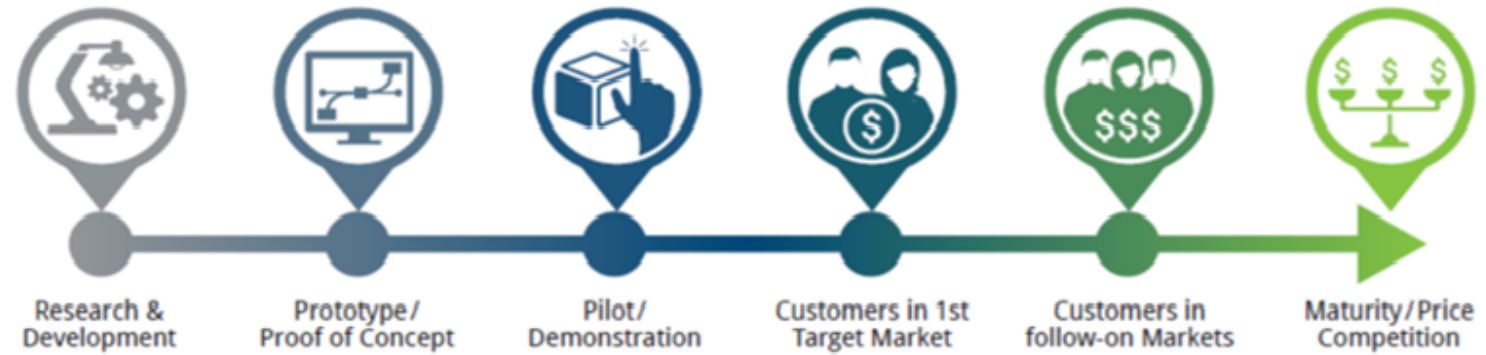 $
$$$
$ $ $
Research &
Development
Prototype/
Proof of Concept
Pilot/
Demonstration
Customers in 1st
Target Market
Customers in
follow-on Markets
Maturity/Price
Competition